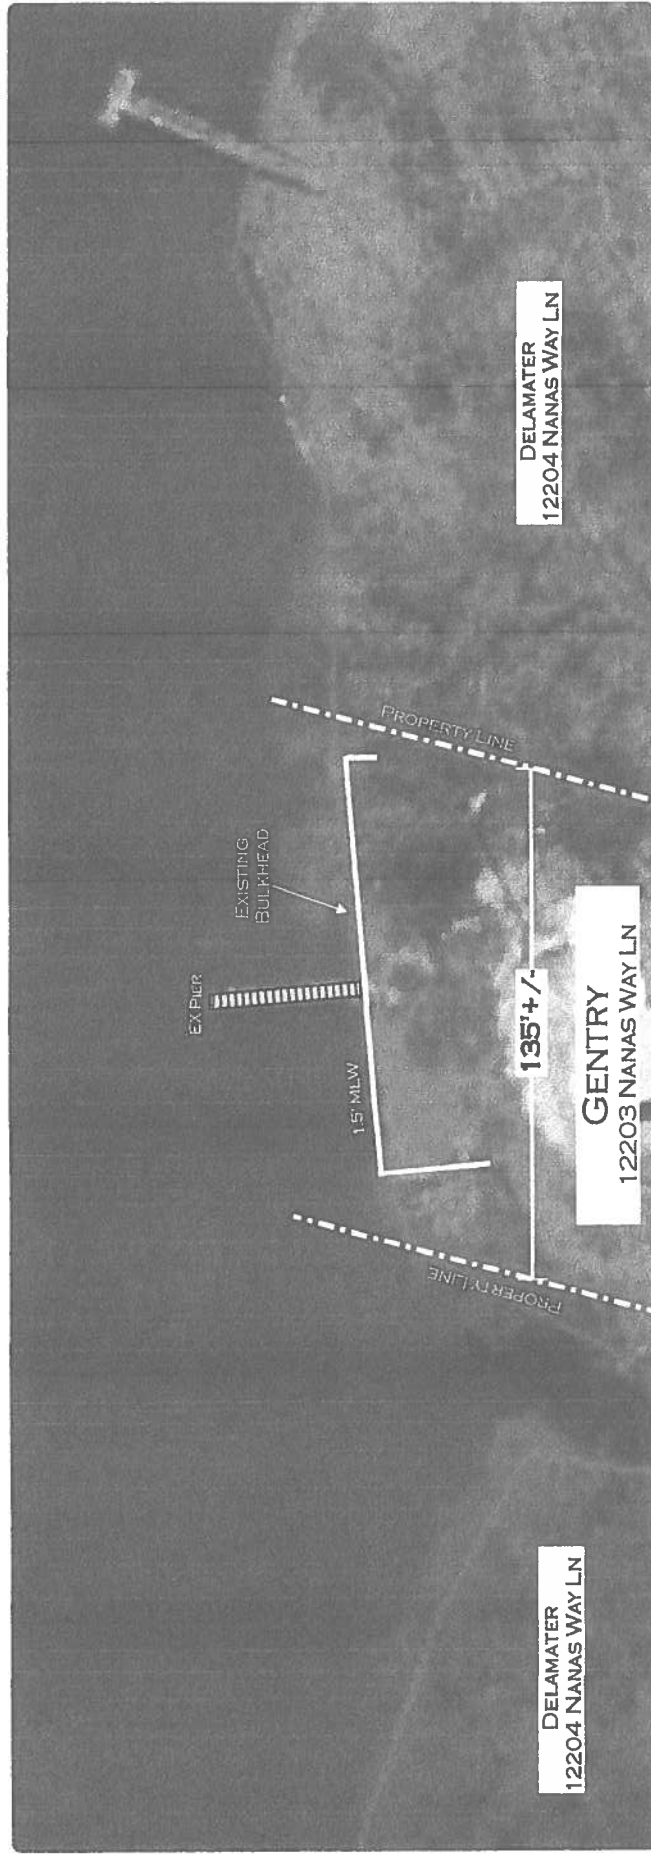 EX PIER
EXISTING
BULKHEAD
1.5' MLW
PROPERTY LINE
PROPERTY LINE
135'+/-
DELAMATER
12204 NANAS WAY LN
GENTRY
12203 NANAS WAY LN
DELAMATER
12204 NANAS WAY LN